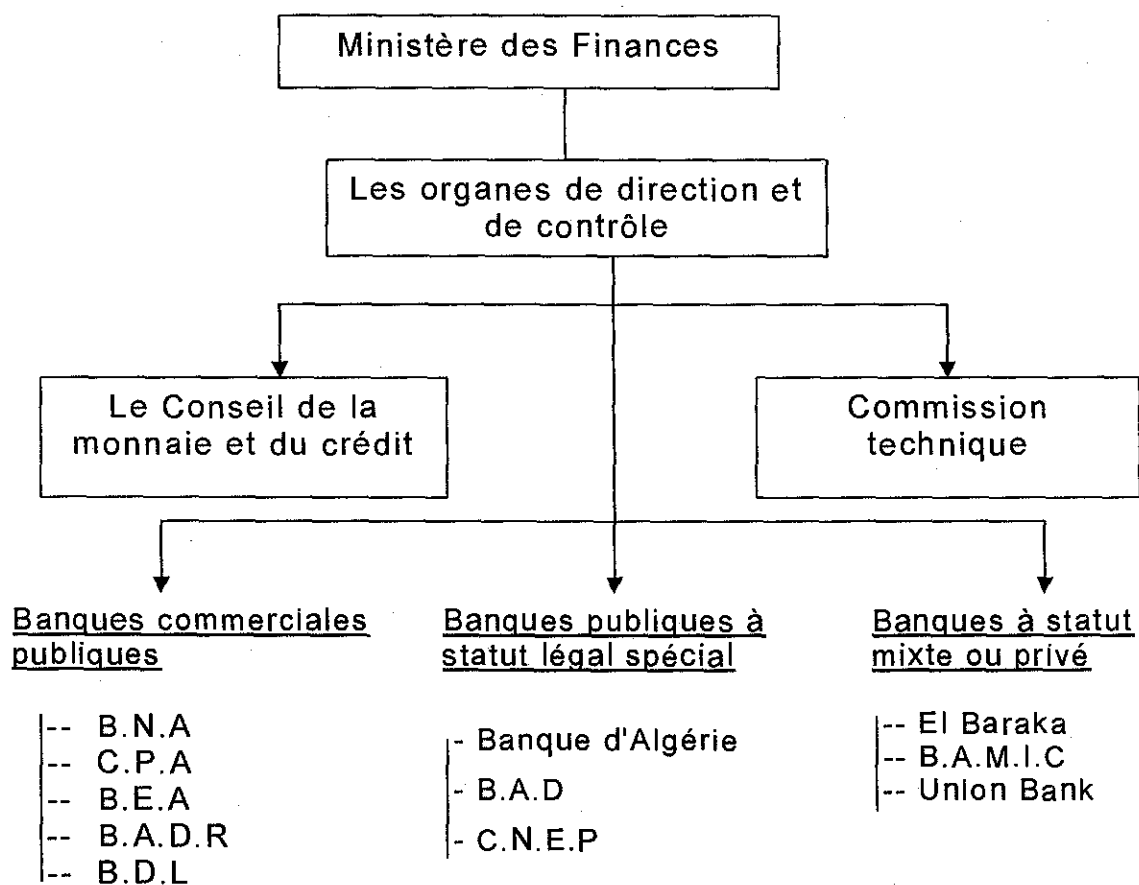 Ministère des Finances
Les organes de direction et
de contrôle
Le Conseil de la
monnaie et du crédit
Commission
technique
Banques commerciales
publiques
-- B.N.A
-- C.P.A
-- B.E.A
-- B.A.D.R
-- B.D.L
Banques publiques à
statut légal spécial
- Banque d'Algérie
- B.A.D
- C.N.E.P
Banques à statut
mixte ou privé
-- El Baraka
-- B.A.M.I.C
-- Union Bank